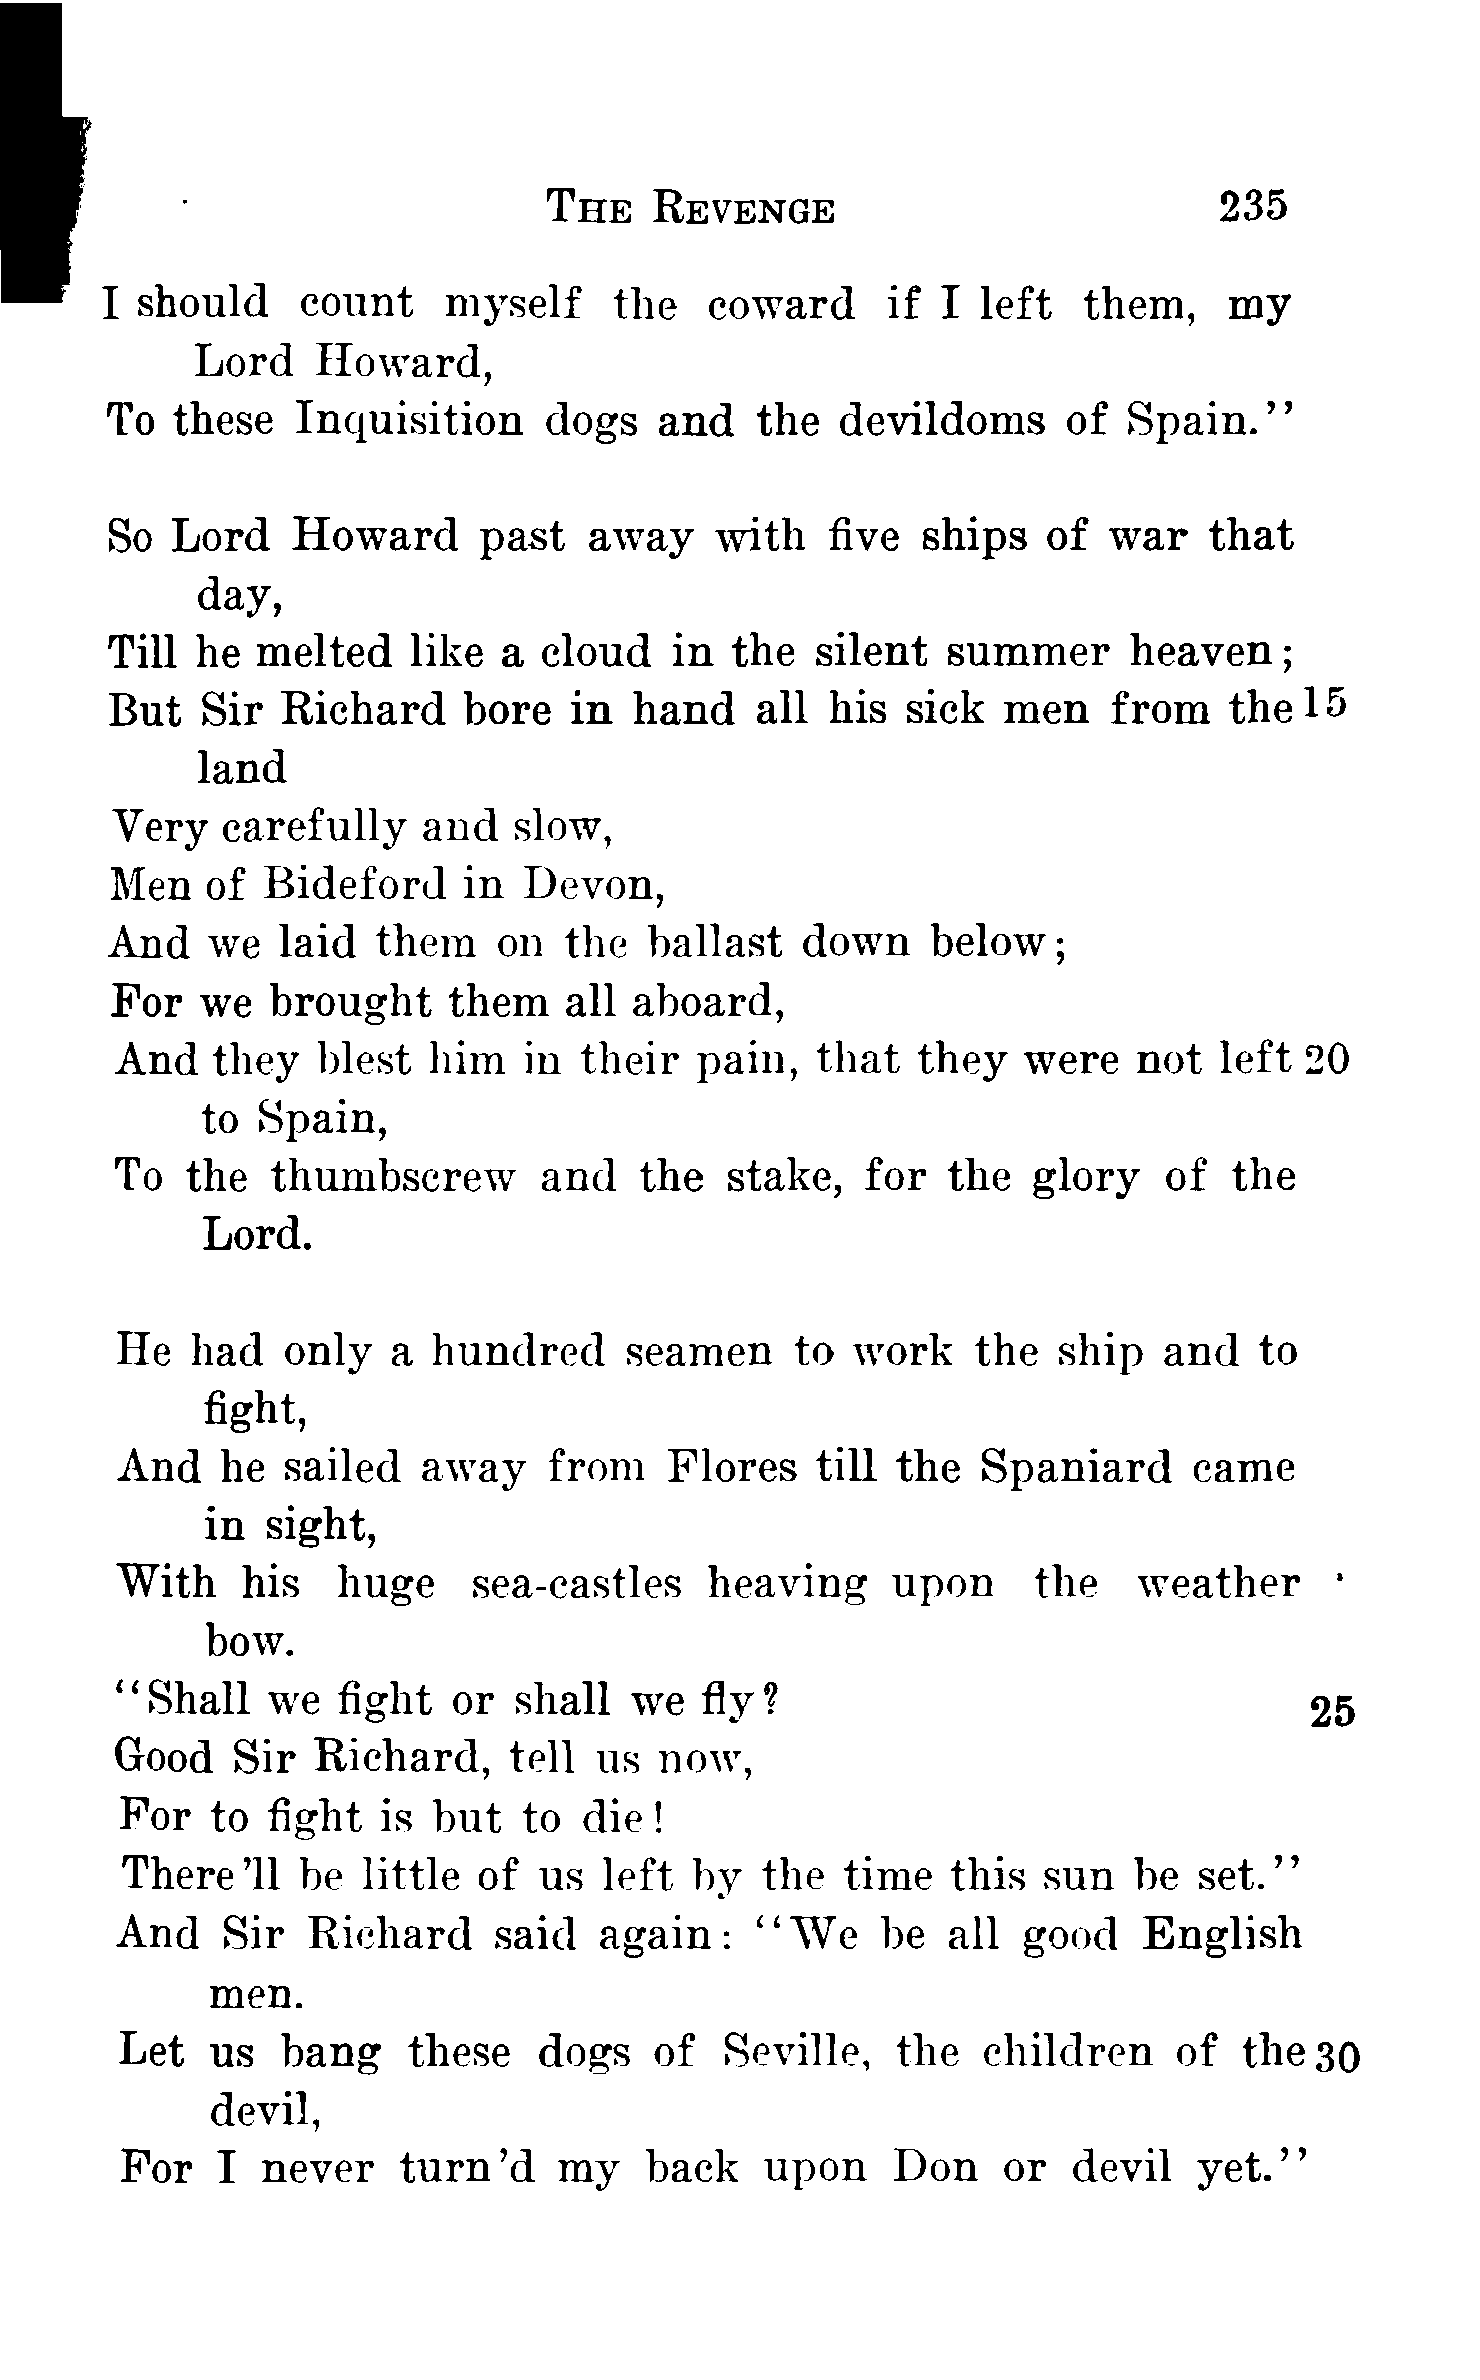 THE REVENGE 235
I should count myself the coward if I left them, my
Lord Howard,
To these Inquisition dogs and the devildoms of Spain.''
So Lord Howard past away with five ships of war that
day,
Till he melted like a cloud in the silent summer heaven;
But Sir Richard bore in hand all his sick men from the 15
land
Very carefully and slow,
Men of Bideford in Devon,
And we laid them on the ballast down below;
For we brought them all aboard,
And they blest him in their pain, that they were not left 20
to Spain,
To the thumbscrew and the stake, for the glory of the
Lord.
He had only a hundred seamen to work the ship and to
fight,
And he sailed away from Flores till the Spaniard came
in sight,
With his huge sea-castles heaving upon the weather
bow.
''Shall we fight or shall we fly? 25
Good Sir Richard, tell us now,
For to fight is but to die!
There'll be little of us left by the time this sun be set.''
And Sir Richard said again: ''We be all good English
men.
Let us bang these dogs of Seville, the children of the 30
devil,
For I never turn'd my back upon Don or devil yet.''